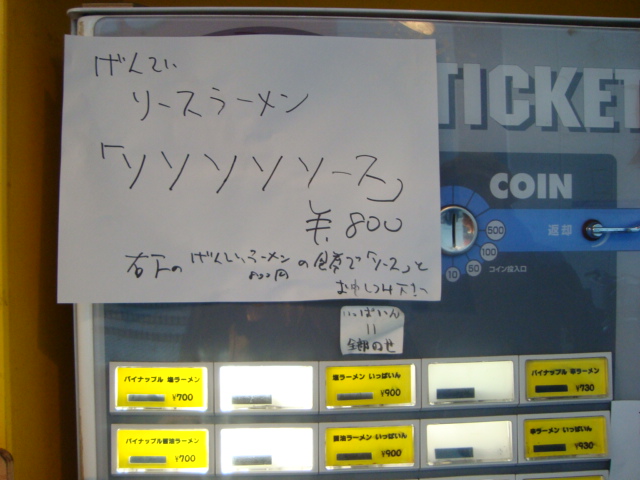 げんてい
ソースラーメン
「ソソソソソース」
¥800
右下の げんていラーメン 800円 の食券で「ソース」と
お申しつけ下さい
TICKET
COIN
500
100
50
10
コイン投入口
返却
いっぱいん
=
全部のせ
パイナップル 塩ラーメン
¥700
塩ラーメン いっぱいん
¥900
パイナップル 辛ラーメン
¥730
パイナップル醤油ラーメン
¥700
醤油ラーメン いっぱいん
¥900
辛ラーメン いっぱいん
¥930